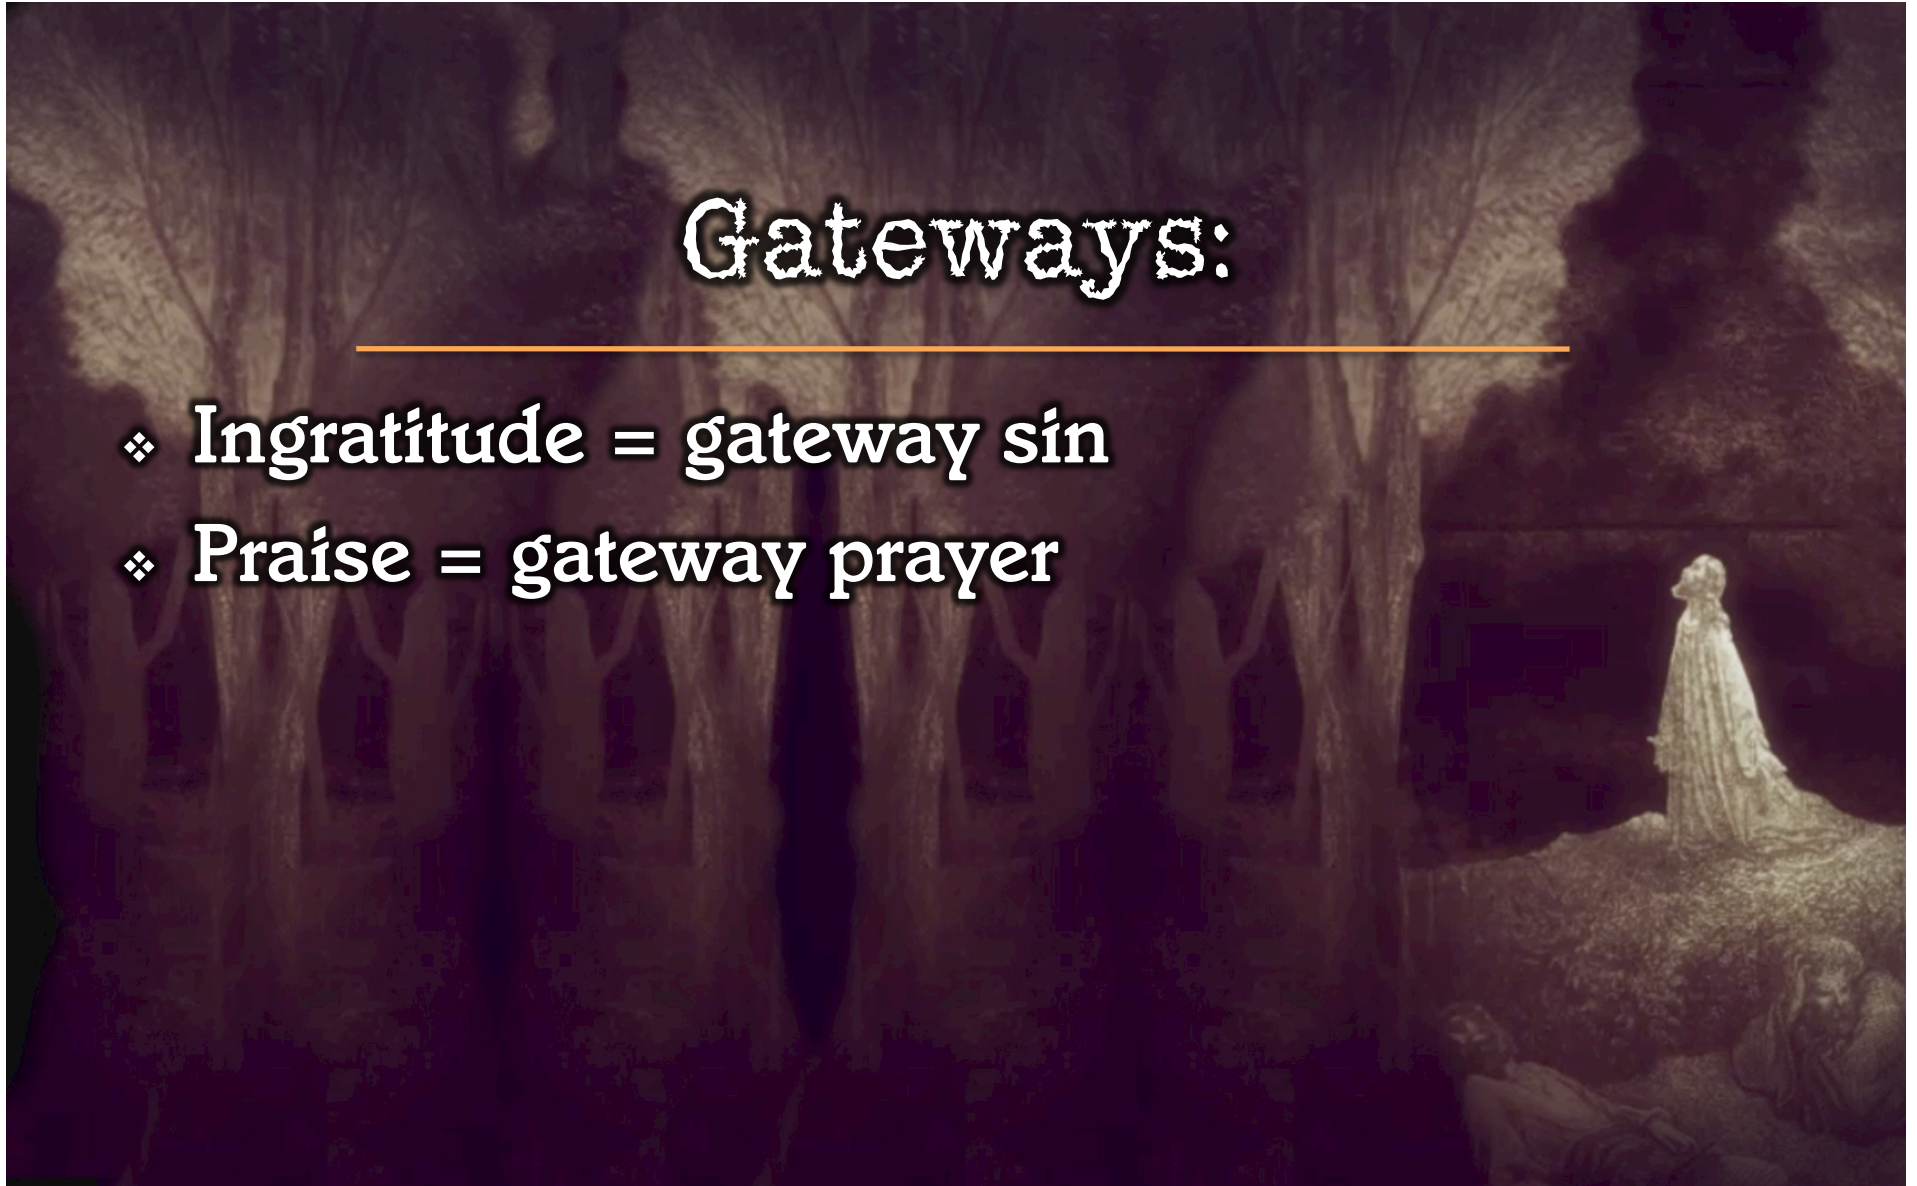 Gateways:
❖ Ingratitude = gateway sin
❖ Praise = gateway prayer